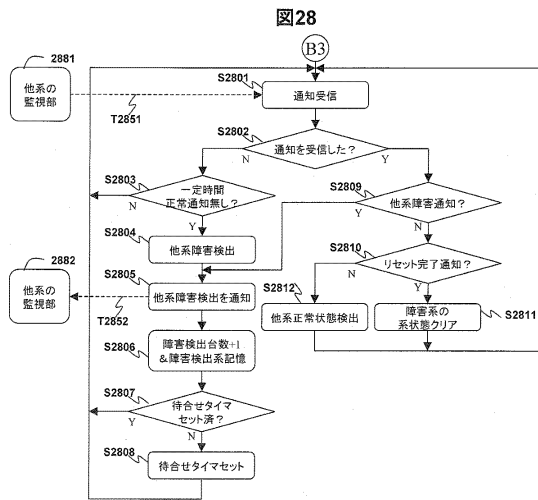 図28
B3
2881
他系の
監視部
T2851
S2801
通知受信
S2802
通知を受信した？
N
Y
S2803
一定時間
正常通知無し？
N
Y
S2809
他系障害通知？
Y
N
S2804
他系障害検出
S2810
リセット完了通知？
N
Y
2882
他系の
監視部
T2852
S2805
他系障害検出を通知
S2812
他系正常状態検出
障害系の
系状態クリア
S2811
S2806
障害検出台数+1
＆障害検出系記憶
S2807
待合せタイマ
セット済？
Y
N
S2808
待合せタイマセット